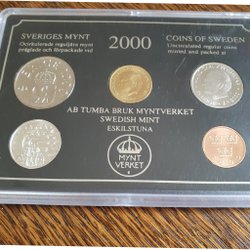 SVERIGES MYNT
Ocirkulerade reguljära mynt
präglade och förpackade vid
2000
COINS OF SWEDEN
Uncirculated regular coins
minted and packed at
AB TUMBA BRUK MYNTVERKET
SWEDISH MINT
ESKILSTUNA
MYNT
VERKET